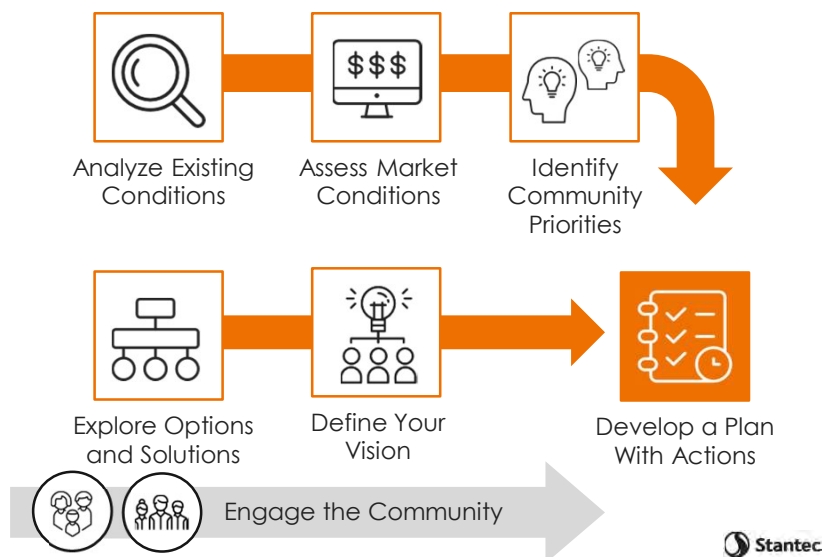 $$$
Analyze Existing
Conditions
Assess Market
Conditions
Identify
Community
Priorities
Explore Options
and Solutions
Define Your
Vision
Develop a Plan
With Actions
Engage the Community
Stantec